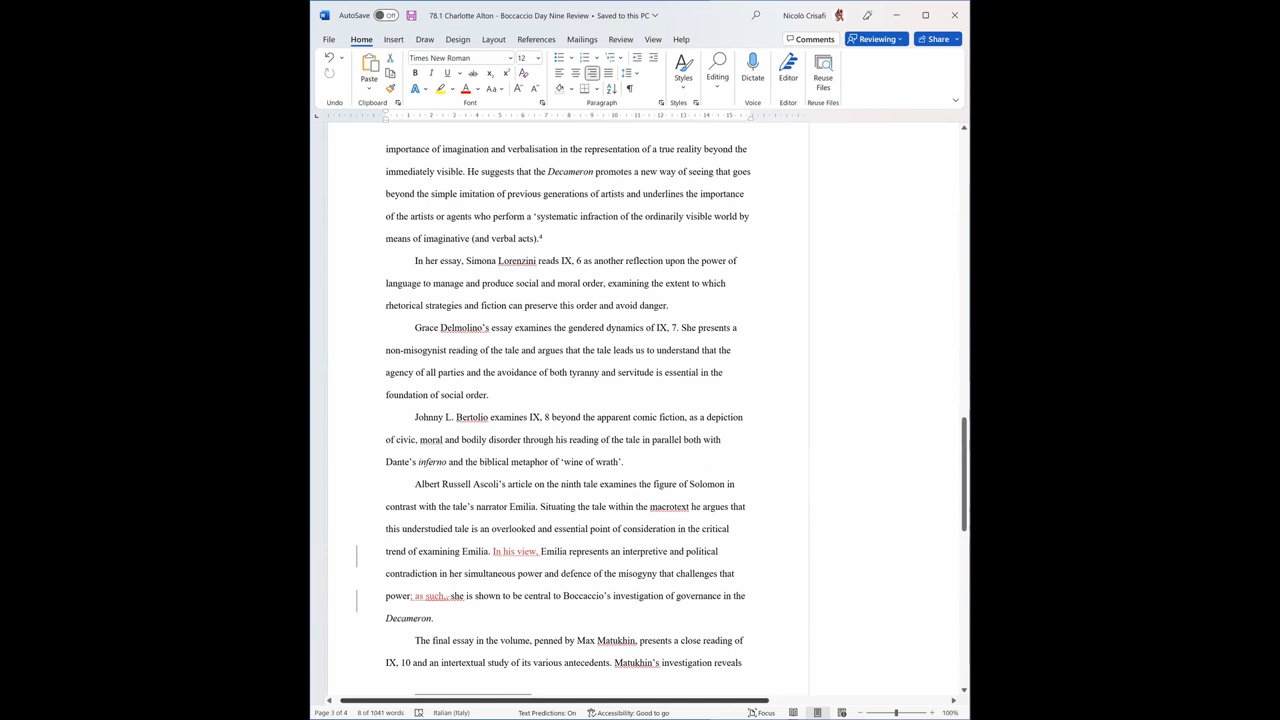 AutoSave Off 78.1 Charlotte Alton - Boccaccio Day Nine Review • Saved to this PC Nicolò Crisafi
File Home Insert Draw Design Layout References Mailings Review View Help Comments Reviewing Share
Times New Roman 12
Paste Styles Editing Dictate Editor Reuse Files
Undo Clipboard Font Paragraph Styles Voice Editor Reuse Files
1 2 3 4 5 6 7 8 9 10 11 12 13 14 15
importance of imagination and verbalisation in the representation of a true reality beyond the
immediately visible. He suggests that the Decameron promotes a new way of seeing that goes
beyond the simple imitation of previous generations of artists and underlines the importance
of the artists or agents who perform a ‘systematic infraction of the ordinarily visible world by
means of imaginative (and verbal acts).4
In her essay, Simona Lorenzini reads IX, 6 as another reflection upon the power of
language to manage and produce social and moral order, examining the extent to which
rhetorical strategies and fiction can preserve this order and avoid danger.
Grace Delmolino’s essay examines the gendered dynamics of IX, 7. She presents a
non-misogynist reading of the tale and argues that the tale leads us to understand that the
agency of all parties and the avoidance of both tyranny and servitude is essential in the
foundation of social order.
Johnny L. Bertolio examines IX, 8 beyond the apparent comic fiction, as a depiction
of civic, moral and bodily disorder through his reading of the tale in parallel both with
Dante’s inferno and the biblical metaphor of ‘wine of wrath’.
Albert Russell Ascoli’s article on the ninth tale examines the figure of Solomon in
contrast with the tale’s narrator Emilia. Situating the tale within the macrotext he argues that
this understudied tale is an overlooked and essential point of consideration in the critical
trend of examining Emilia. In his view, Emilia represents an interpretive and political
contradiction in her simultaneous power and defence of the misogyny that challenges that
power; as such,, she is shown to be central to Boccaccio’s investigation of governance in the
Decameron.
The final essay in the volume, penned by Max Matukhin, presents a close reading of
IX, 10 and an intertextual study of its various antecedents. Matukhin’s investigation reveals
Page 3 of 4 8 of 1041 words Italian (Italy) Text Predictions: On Accessibility: Good to go Focus 100%